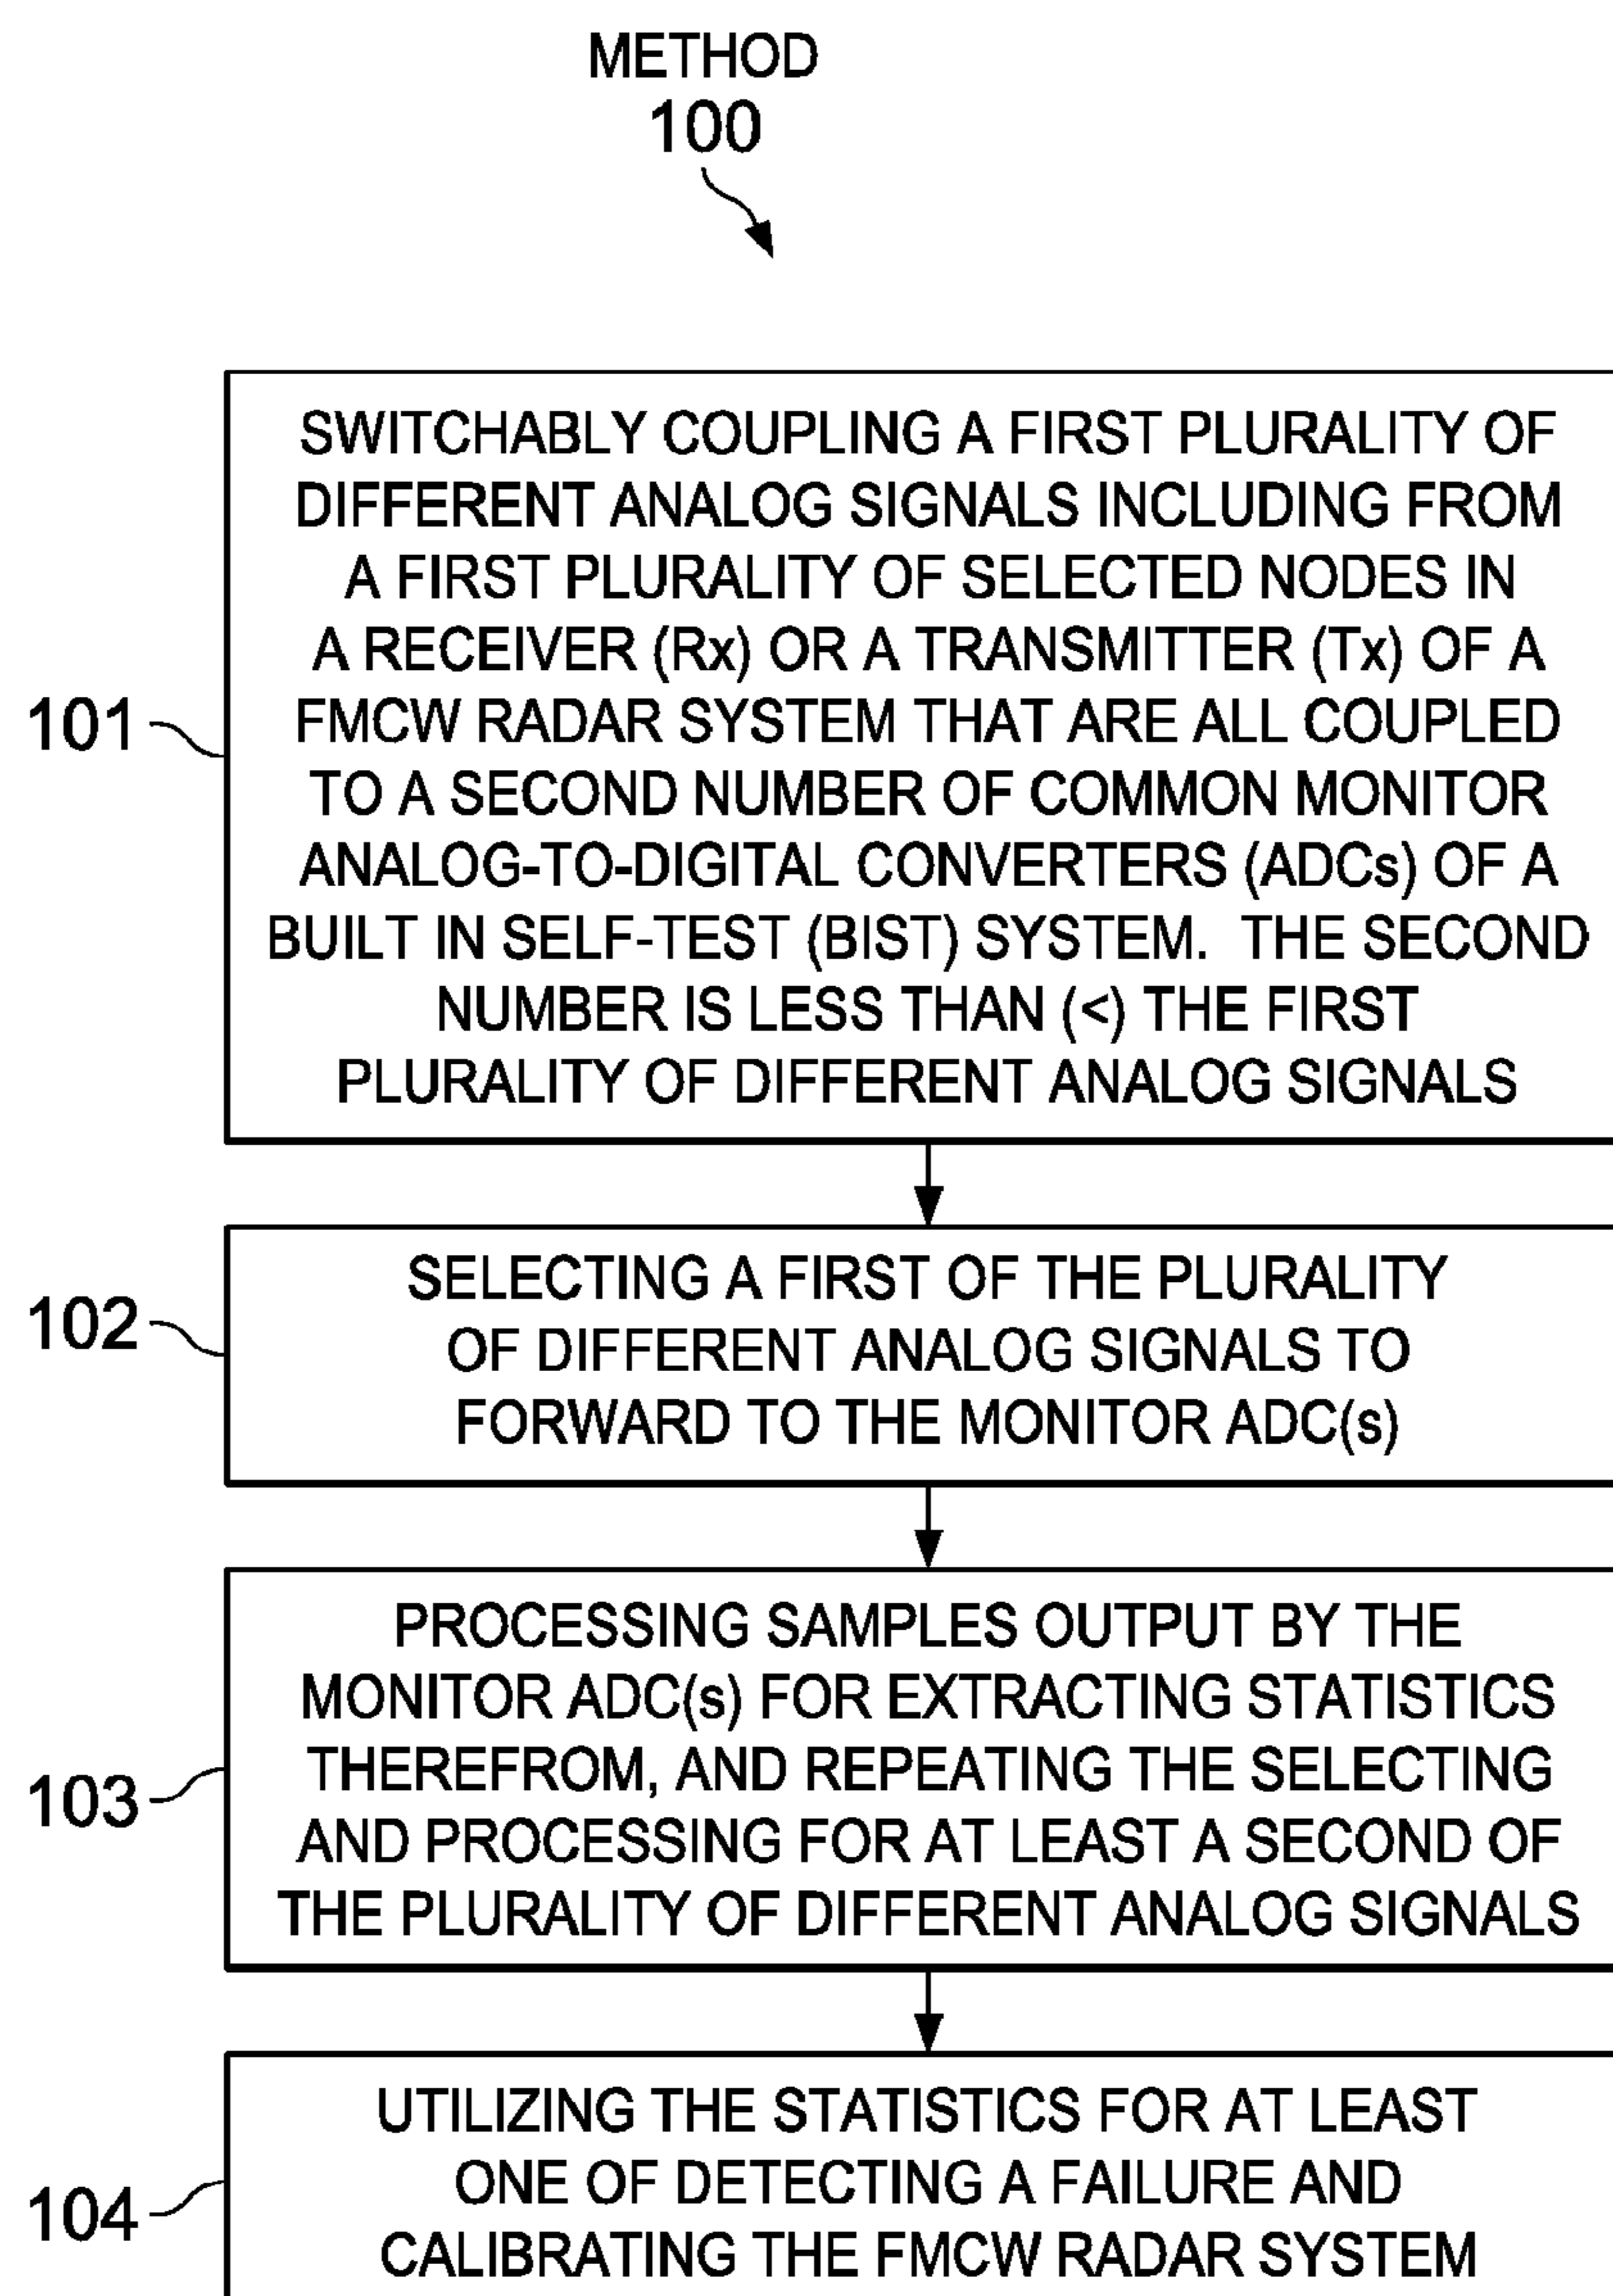 METHOD
100
101
SWITCHABLY COUPLING A FIRST PLURALITY OF
DIFFERENT ANALOG SIGNALS INCLUDING FROM
A FIRST PLURALITY OF SELECTED NODES IN
A RECEIVER (Rx) OR A TRANSMITTER (Tx) OF A
FMCW RADAR SYSTEM THAT ARE ALL COUPLED
TO A SECOND NUMBER OF COMMON MONITOR
ANALOG-TO-DIGITAL CONVERTERS (ADCs) OF A
BUILT IN SELF-TEST (BIST) SYSTEM. THE SECOND
NUMBER IS LESS THAN (<) THE FIRST
PLURALITY OF DIFFERENT ANALOG SIGNALS
102
SELECTING A FIRST OF THE PLURALITY
OF DIFFERENT ANALOG SIGNALS TO
FORWARD TO THE MONITOR ADC(s)
103
PROCESSING SAMPLES OUTPUT BY THE
MONITOR ADC(s) FOR EXTRACTING STATISTICS
THEREFROM, AND REPEATING THE SELECTING
AND PROCESSING FOR AT LEAST A SECOND OF
THE PLURALITY OF DIFFERENT ANALOG SIGNALS
104
UTILIZING THE STATISTICS FOR AT LEAST
ONE OF DETECTING A FAILURE AND
CALIBRATING THE FMCW RADAR SYSTEM